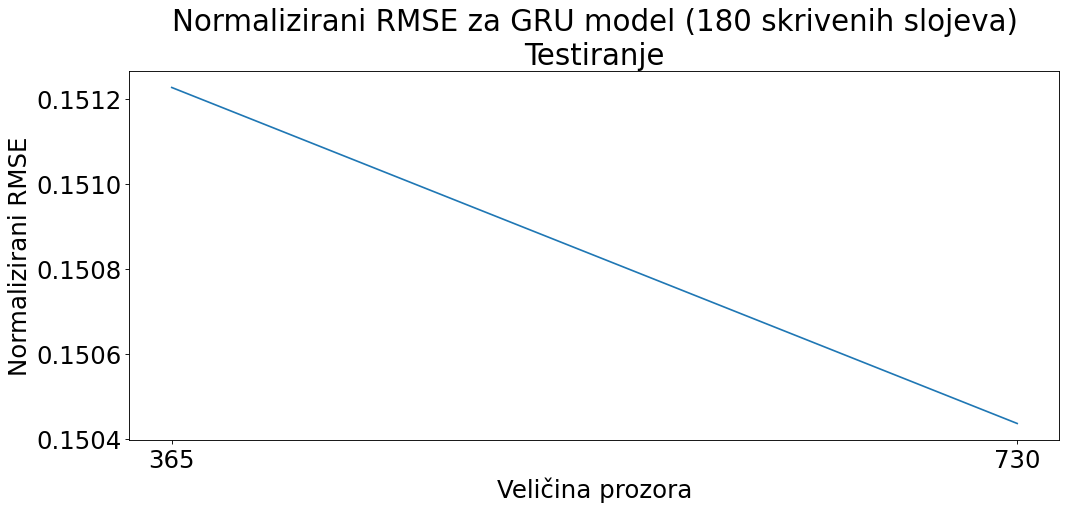 Normalizirani RMSE za GRU model (180 skrivenih slojeva)
Testiranje
Normalizirani RMSE
0.1512
0.1510
0.1508
0.1506
0.1504
365 730
Veličina prozora